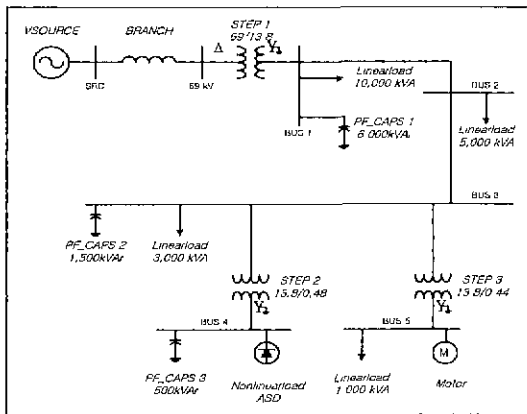 VSOURCE
BRANCH
STEP 1
69/13.8
Δ
Y
SRC
69 kV
BUS 1
Linearload
10,000 kVA
PF_CAPS 1
6 000kVAr
BUS 2
Linearload
5,000 kVA
BUS 3
PF_CAPS 2
1,500kVAr
Linearload
3,000 kVA
STEP 2
13.8/0.48
Y
STEP 3
13 8/0 44
Y
BUS 4
BUS 5
PF_CAPS 3
500kVAr
Nonlinearload
ASD
Linearload
1 000 kVA
M
Motor